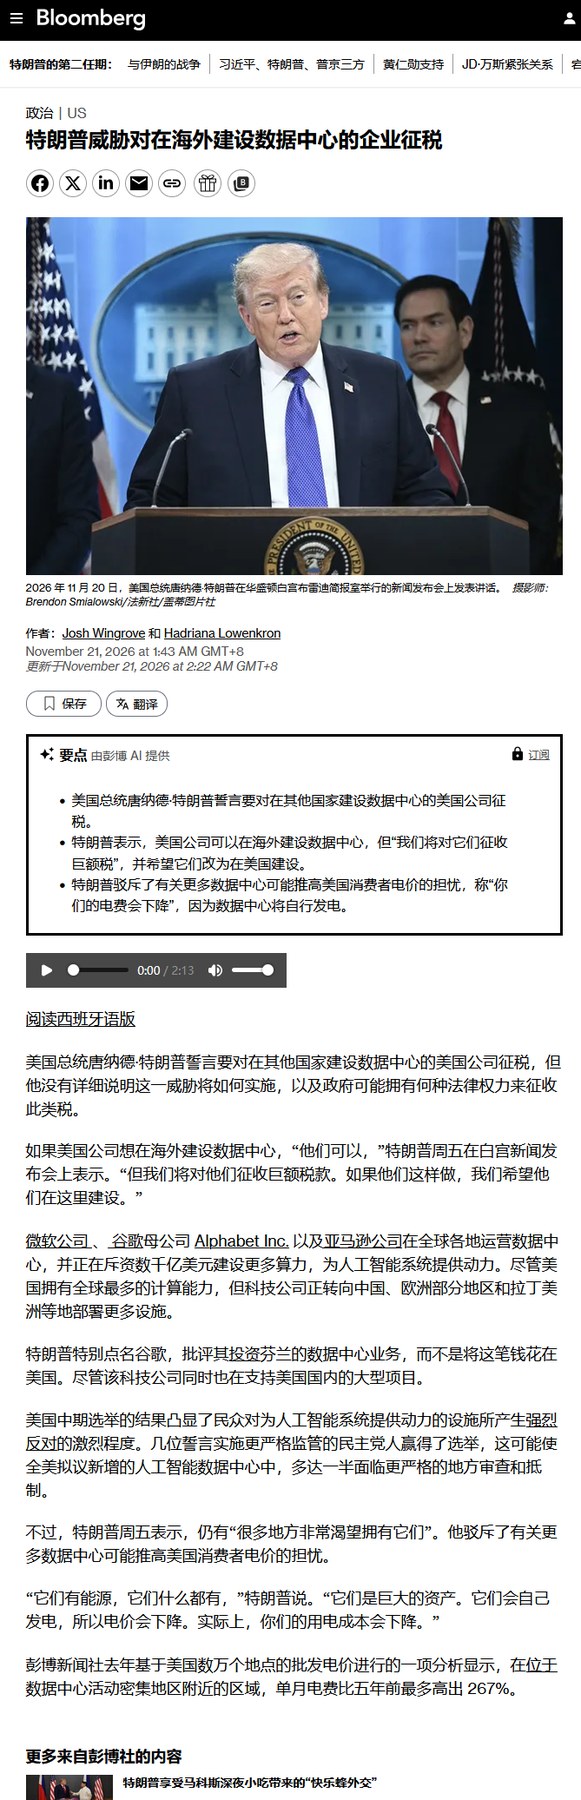 Bloomberg
特朗普的第二任期： 与伊朗的战争 习近平、特朗普、普京三方 黄仁勋支持 JD·万斯紧张关系
政治 | US
特朗普威胁对在海外建设数据中心的企业征税
2026 年 11 月 20 日，美国总统唐纳德·特朗普在华盛顿白宫布雷迪简报室举行的新闻发布会上发表讲话。 摄影师：
Brendon Smialowski/法新社/盖蒂图片社
作者：Josh Wingrove 和 Hadriana Lowenkron
November 21, 2026 at 1:43 AM GMT+8
更新于November 21, 2026 at 2:22 AM GMT+8
保存 翻译
要点 由彭博 AI 提供 订阅
• 美国总统唐纳德·特朗普誓言要对在其他国家建设数据中心的美国公司征
税。
• 特朗普表示，美国公司可以在海外建设数据中心，但“我们将对它们征收
巨额税”，并希望它们改为在美国建设。
• 特朗普驳斥了有关更多数据中心可能推高美国消费者电价的担忧，称“你
们的电费会下降”，因为数据中心将自行发电。
0:00 / 2:13
阅读西班牙语版
美国总统唐纳德·特朗普誓言要对在其他国家建设数据中心的美国公司征税，但
他没有详细说明这一威胁将如何实施，以及政府可能拥有何种法律权力来征收
此类税。
如果美国公司想在海外建设数据中心，“他们可以，”特朗普周五在白宫新闻发
布会上表示。“但我们将对他们征收巨额税款。如果他们这样做，我们希望他
们在这里建设。”
微软公司 、 谷歌母公司 Alphabet Inc. 以及亚马逊公司在全球各地运营数据中
心，并正在斥资数千亿美元建设更多算力，为人工智能系统提供动力。尽管美
国拥有全球最多的计算能力，但科技公司正转向中国、欧洲部分地区和拉丁美
洲等地部署更多设施。
特朗普特别点名谷歌，批评其投资芬兰的数据中心业务，而不是将这笔钱花在
美国。尽管该科技公司同时也在支持美国国内的大型项目。
美国中期选举的结果凸显了民众对为人工智能系统提供动力的设施所产生强烈
反对的激烈程度。几位誓言实施更严格监管的民主党人赢得了选举，这可能使
全美拟议新增的人工智能数据中心中，多达一半面临更严格的地方审查和抵
制。
不过，特朗普周五表示，仍有“很多地方非常渴望拥有它们”。他驳斥了有关更
多数据中心可能推高美国消费者电价的担忧。
“它们有能源，它们什么都有，”特朗普说。“它们是巨大的资产。它们会自己
发电，所以电价会下降。实际上，你们的用电成本会下降。”
彭博新闻社去年基于美国数万个地点的批发电价进行的一项分析显示，在位于
数据中心活动密集地区附近的区域，单月电费比五年前最多高出 267%。
更多来自彭博社的内容
特朗普享受马科斯深夜小吃带来的“快乐蜂外交”